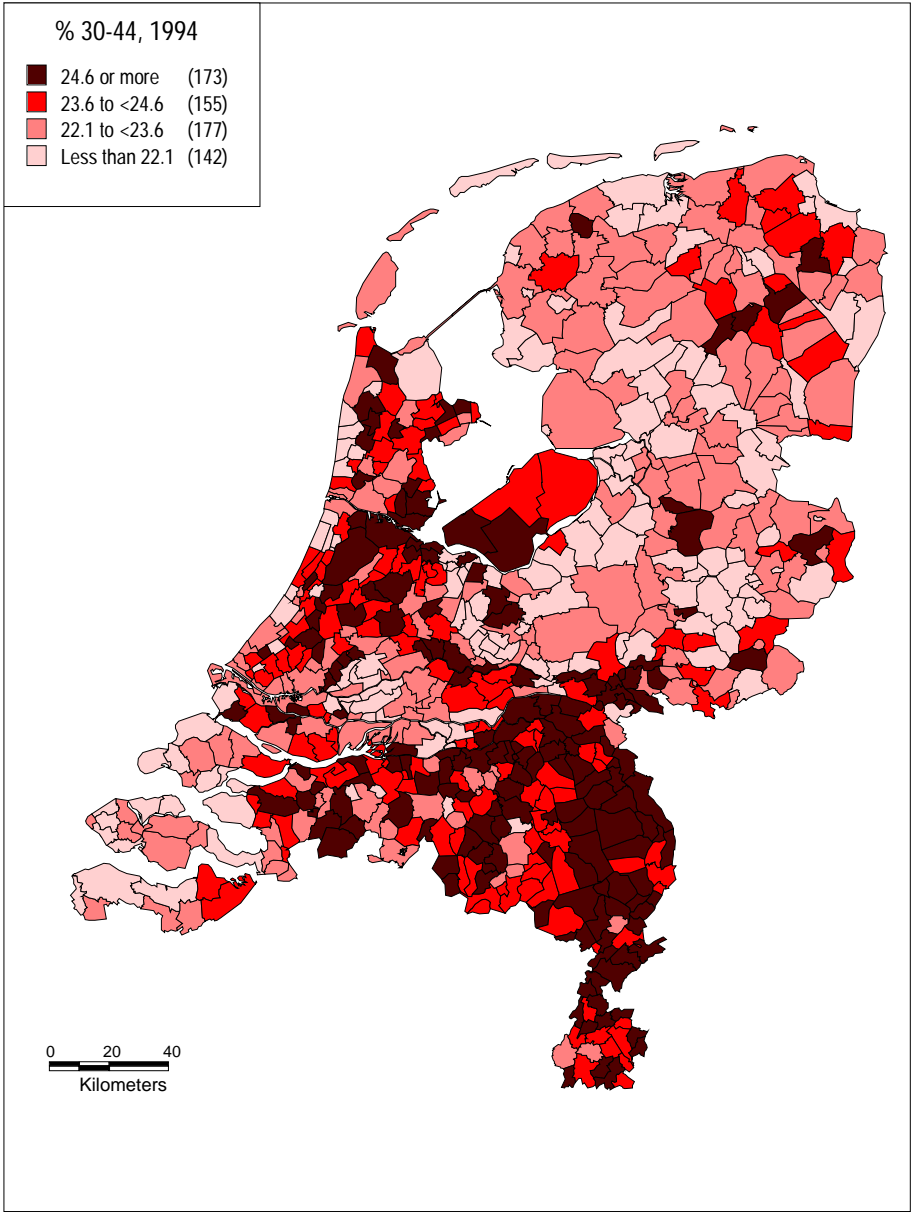 % 30-44, 1994
24.6 or more (173)
23.6 to <24.6 (155)
22.1 to <23.6 (177)
Less than 22.1 (142)
0 20 40
Kilometers